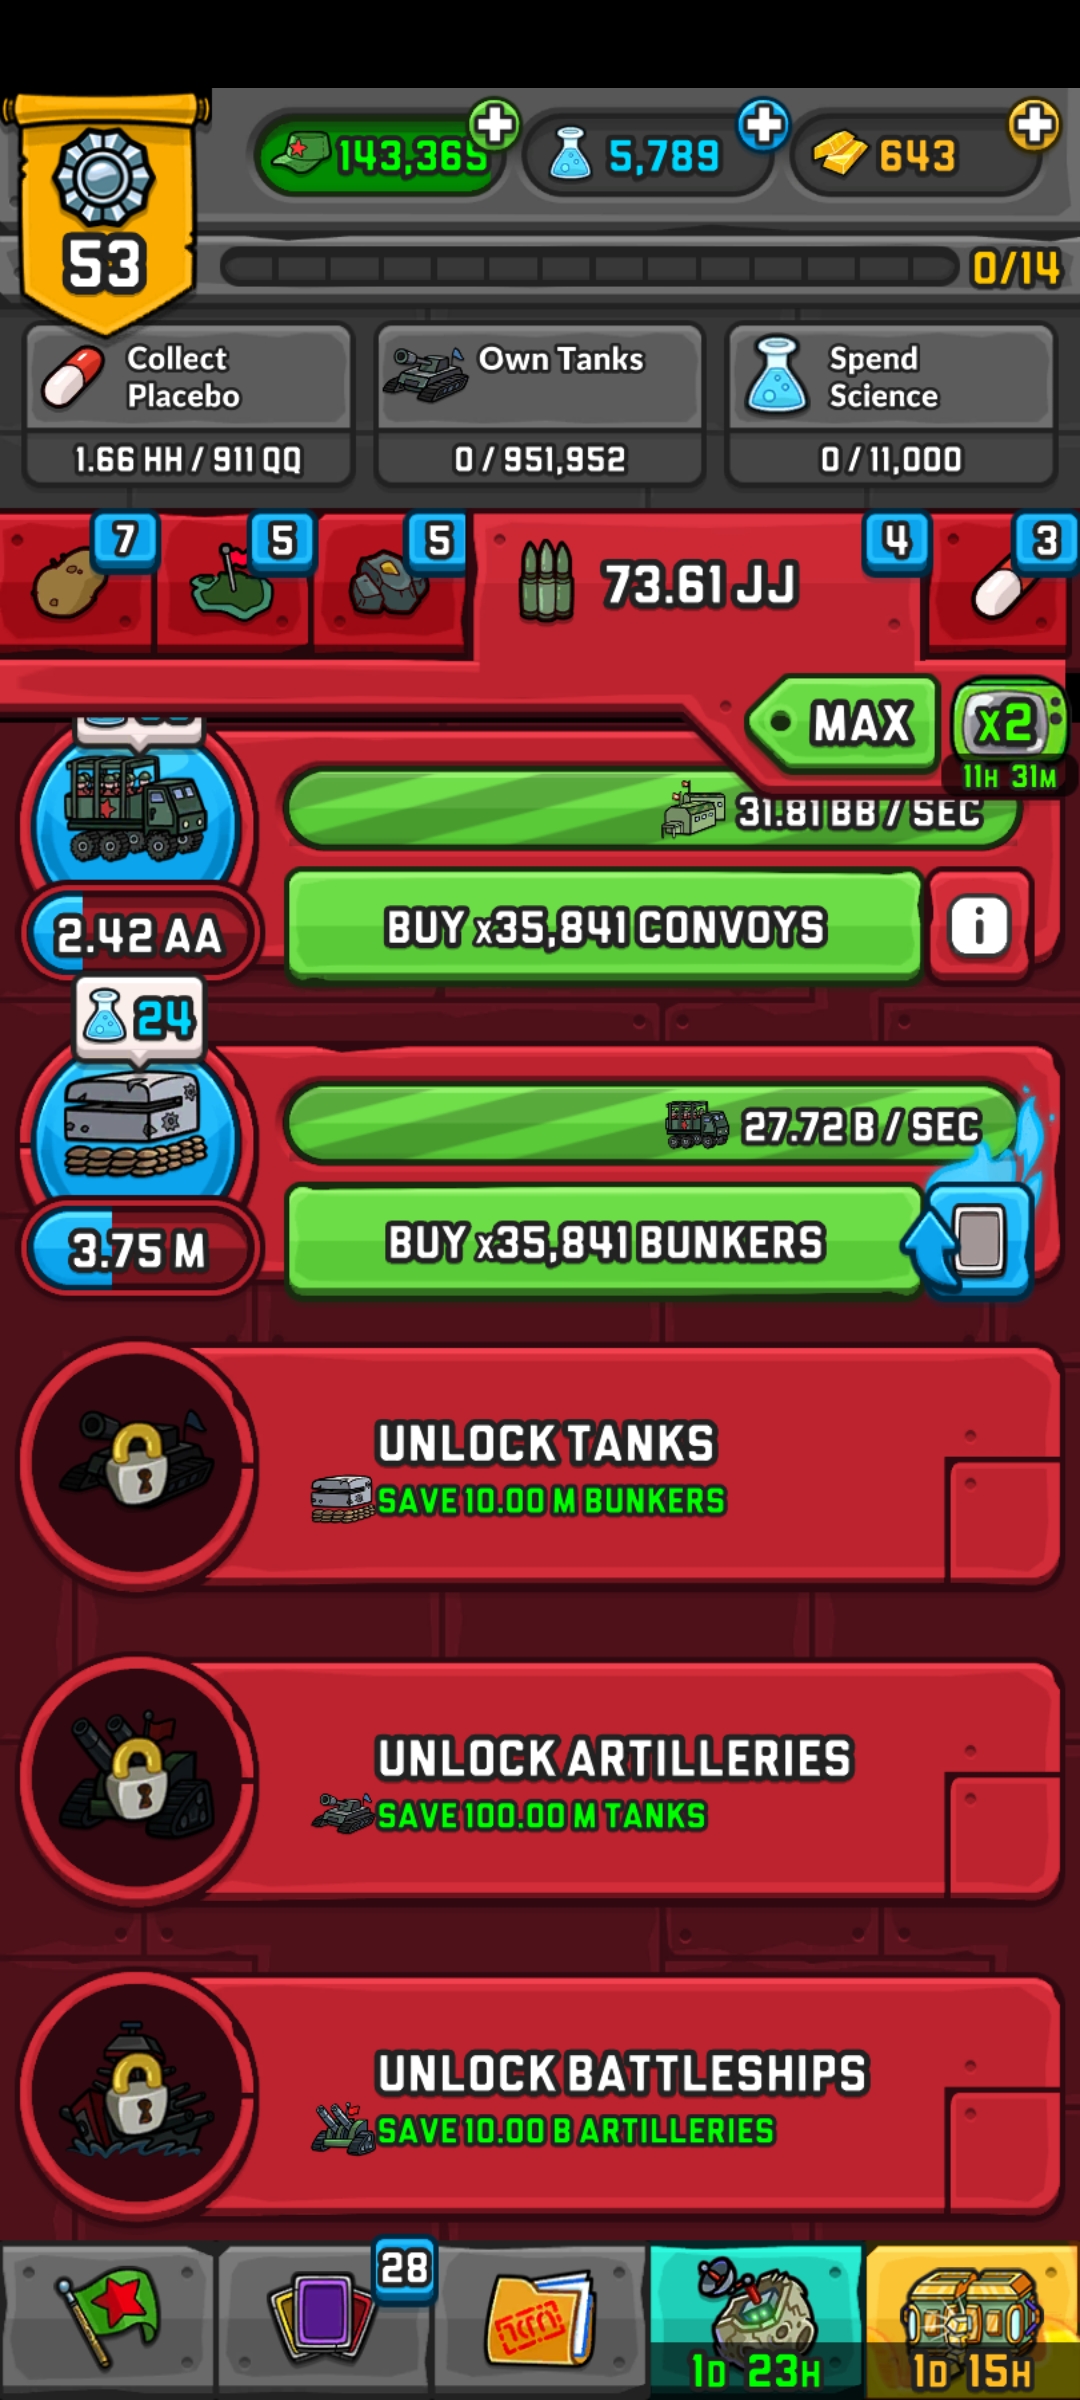 143,365
5,789
643
53
0/14
Collect
Placebo
Own Tanks
Spend
Science
1.66 HH / 911 QQ
0 / 951,952
0 / 11,000
7
5
5
73.61 JJ
4
3
MAX
x2
11H 31M
31.81 BB / SEC
2.42 AA
BUY x35,841 CONVOYS
i
24
27.72 B / SEC
3.75 M
BUY x35,841 BUNKERS
UNLOCK TANKS
SAVE 10.00 M BUNKERS
UNLOCK ARTILLERIES
SAVE 100.00 M TANKS
UNLOCK BATTLESHIPS
SAVE 10.00 B ARTILLERIES
28
1D 23H
1D 15H